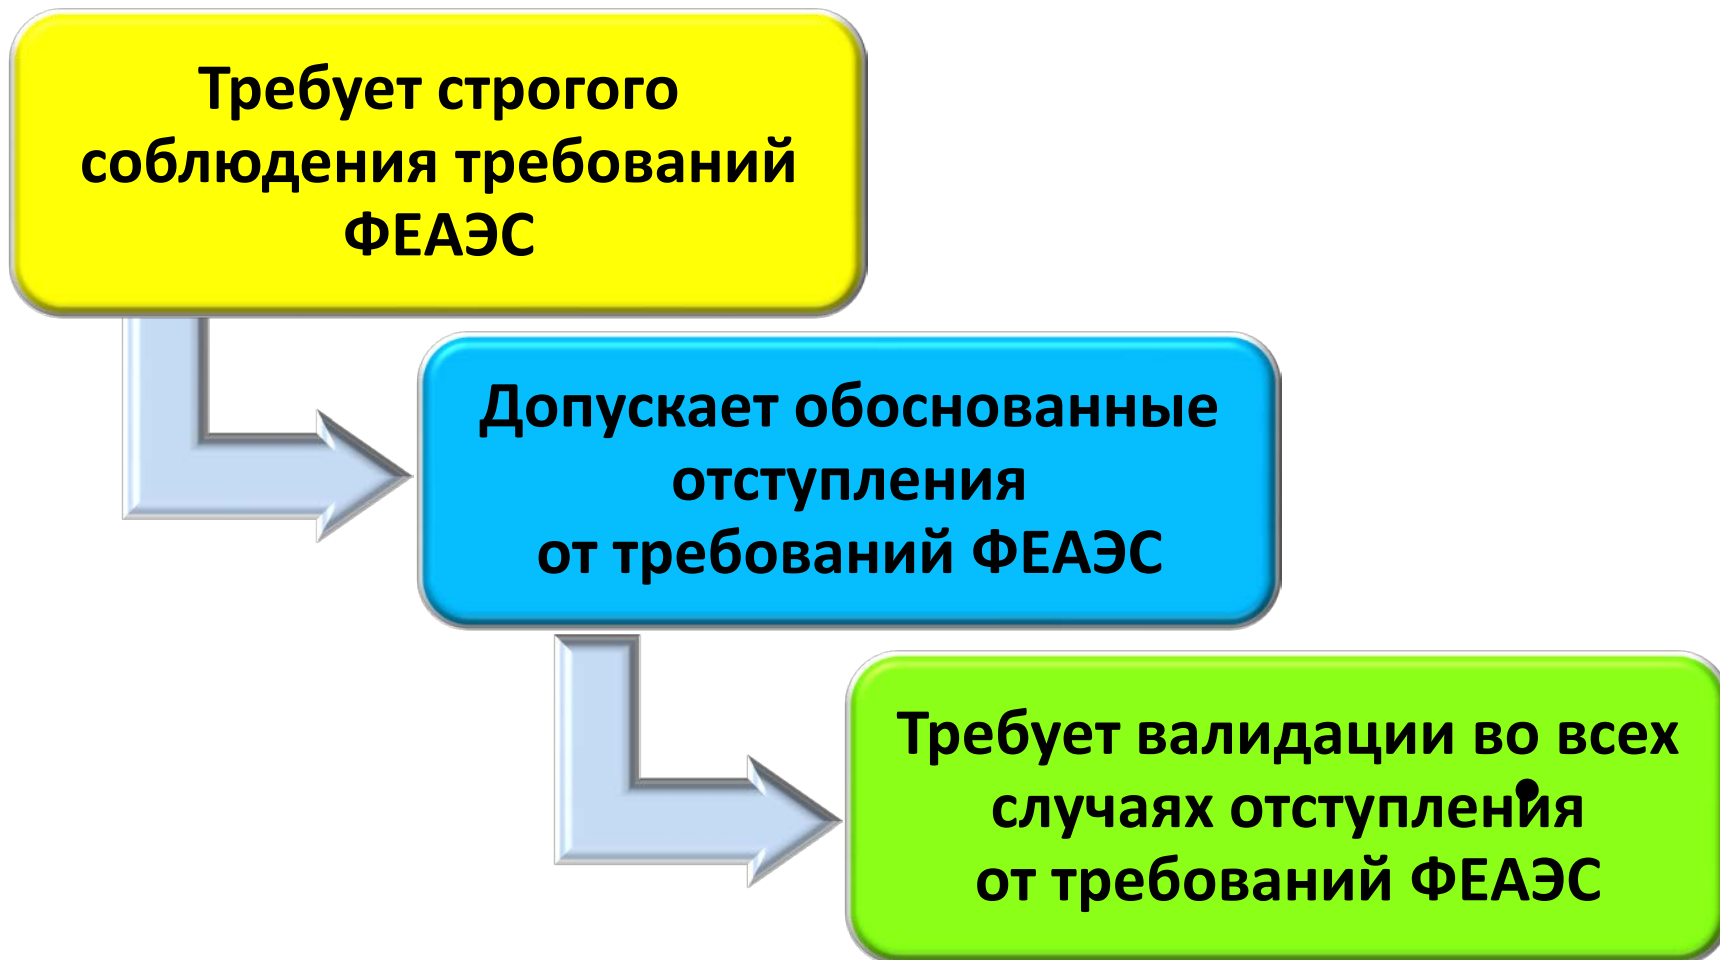 Требует строгого
соблюдения требований
ФЕАЭС
Допускает обоснованные
отступления
от требований ФЕАЭС
Требует валидации во всех
случаях отступления
от требований ФЕАЭС